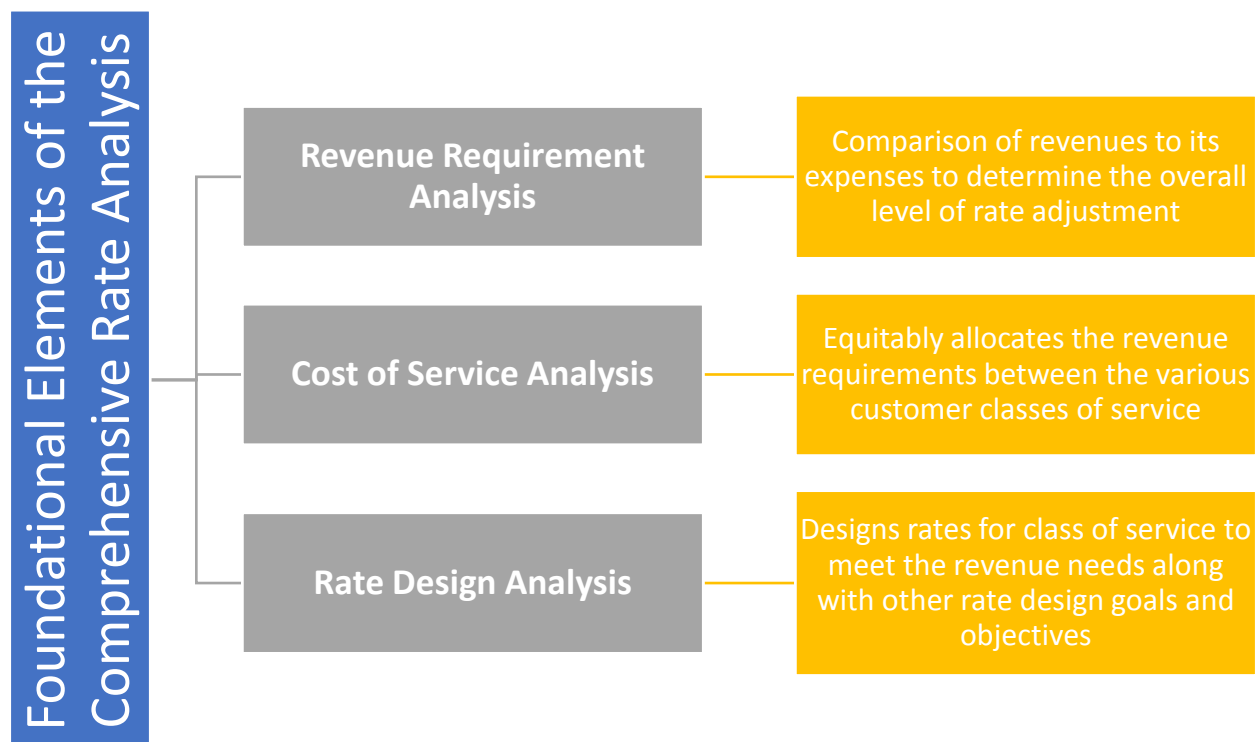 Foundational Elements of the
Comprehensive Rate Analysis
Revenue Requirement
Analysis
Comparison of revenues to its
expenses to determine the overall
level of rate adjustment
Cost of Service Analysis
Equitably allocates the revenue
requirements between the various
customer classes of service
Rate Design Analysis
Designs rates for class of service to
meet the revenue needs along
with other rate design goals and
objectives